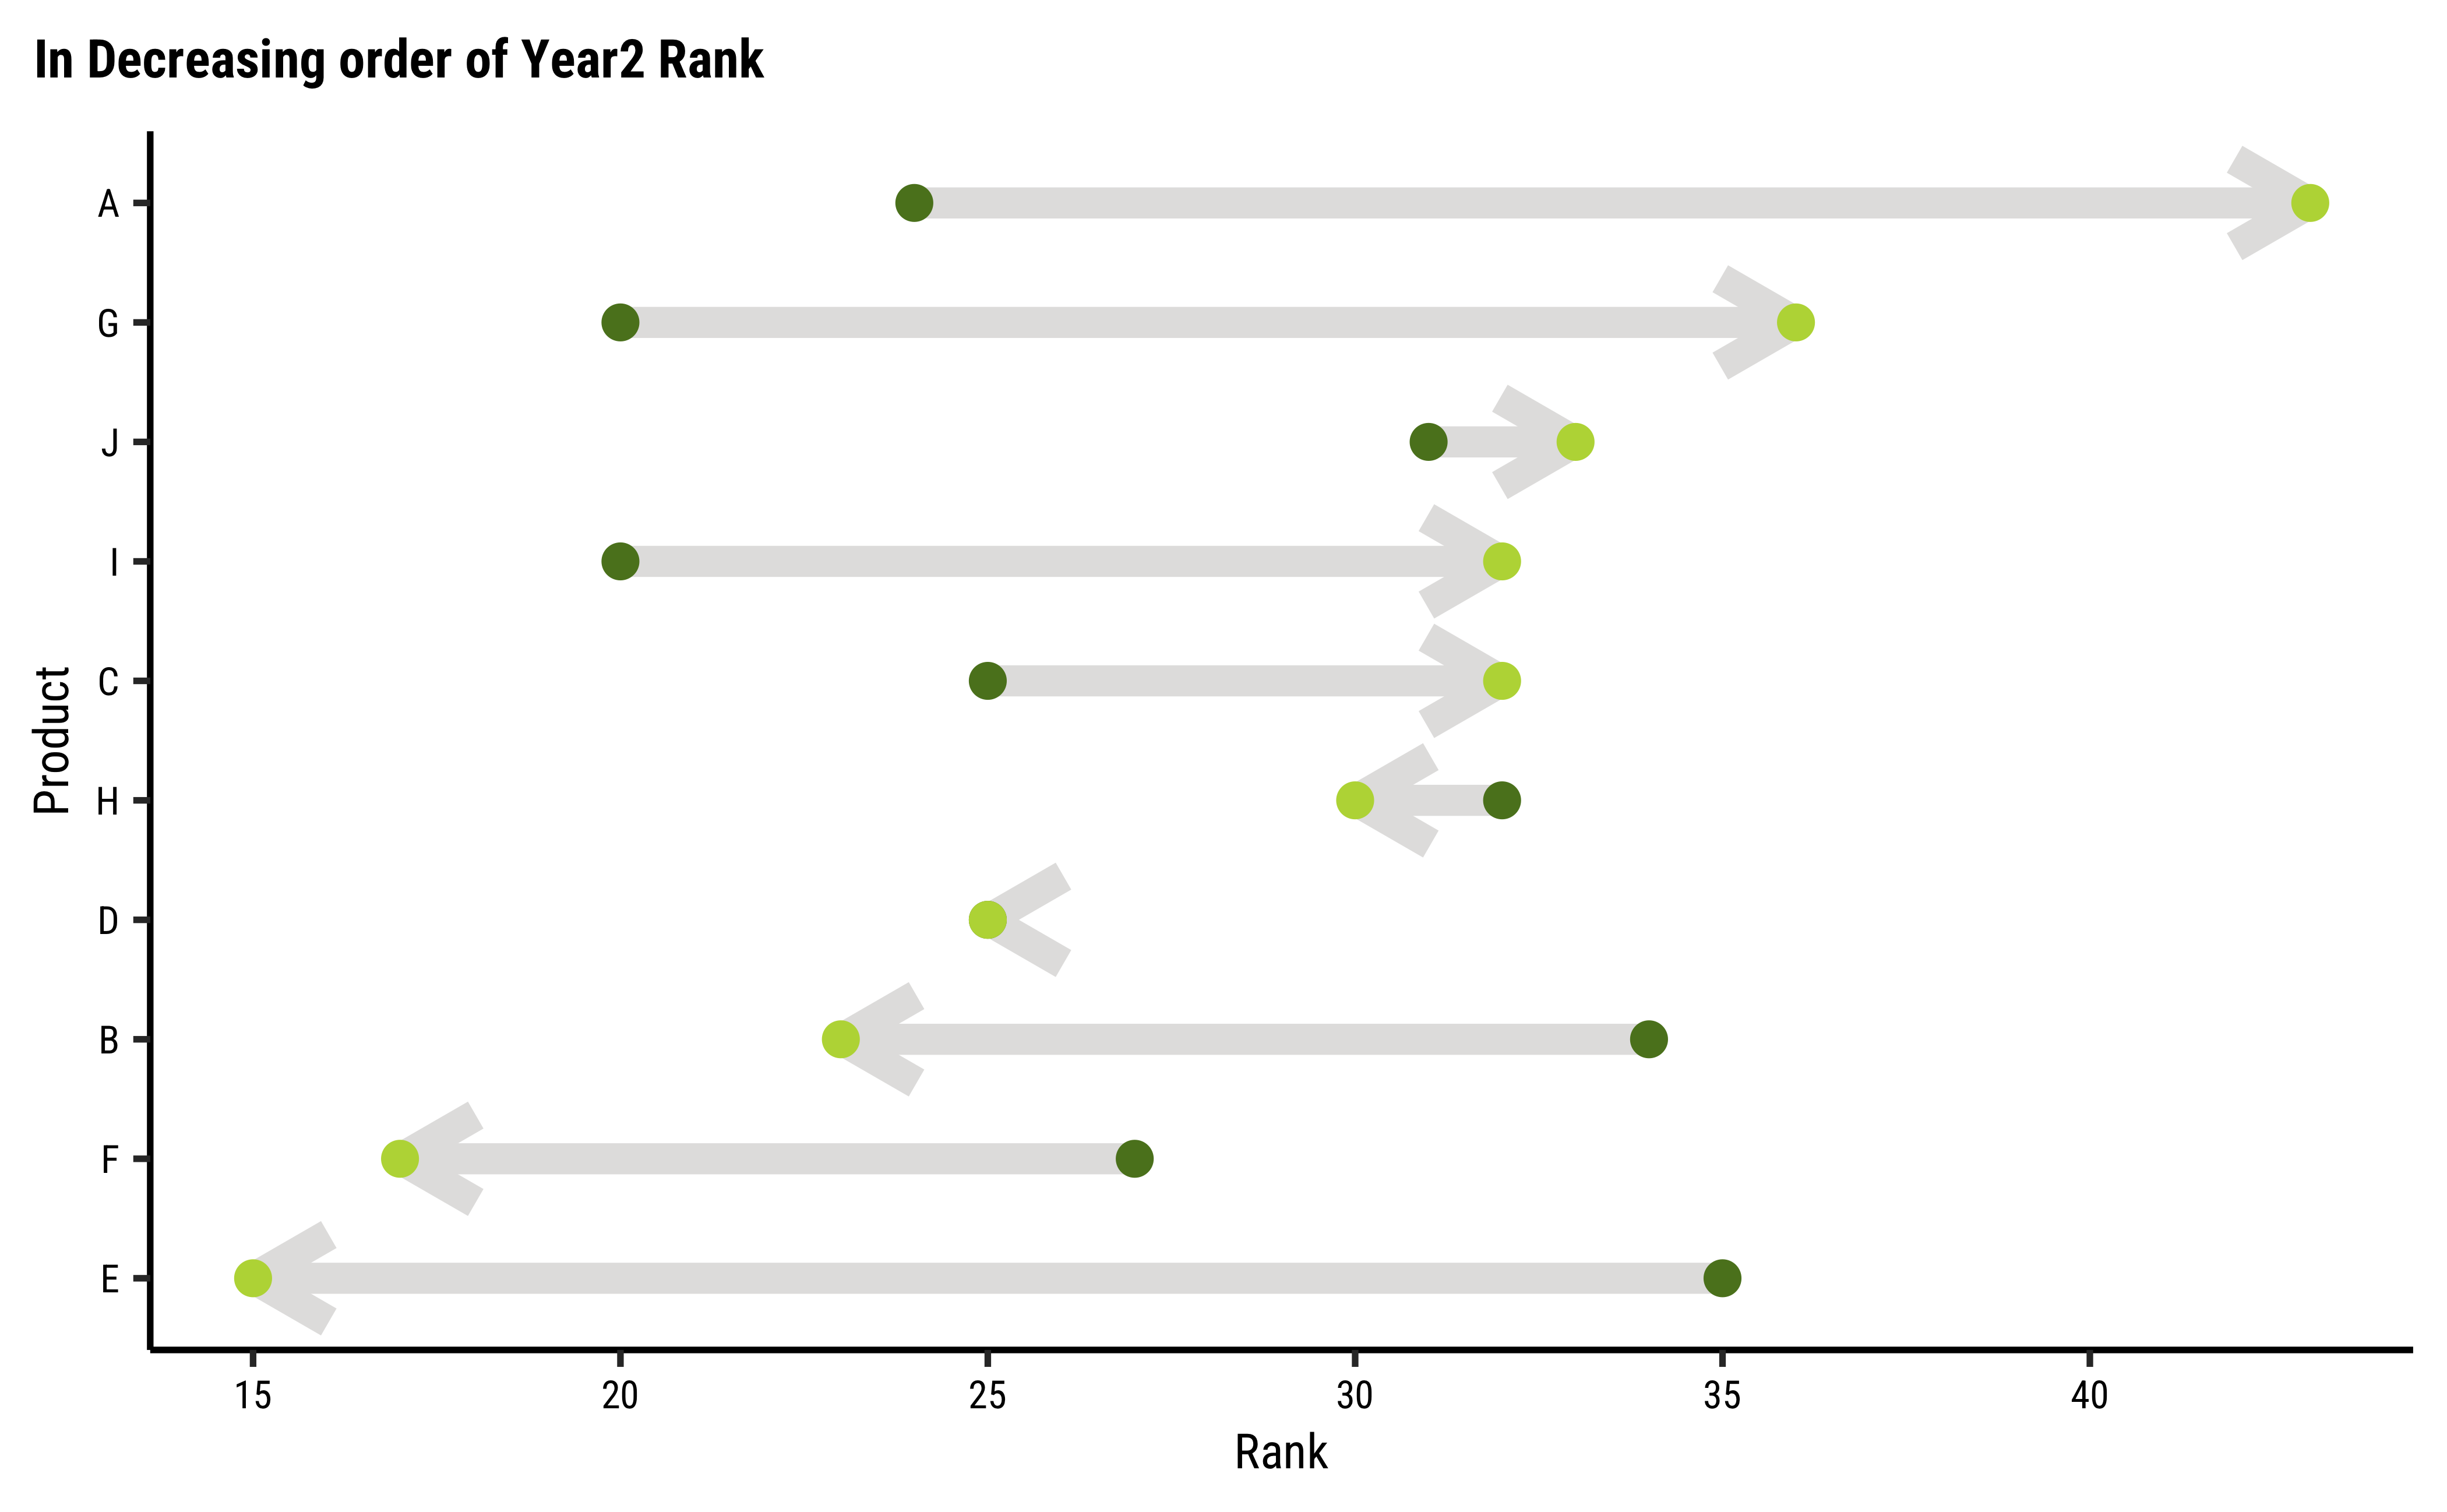 In Decreasing order of Year2 Rank
A
G
J
I
C
H
D
B
F
E
Product
15 20 25 30 35 40
Rank